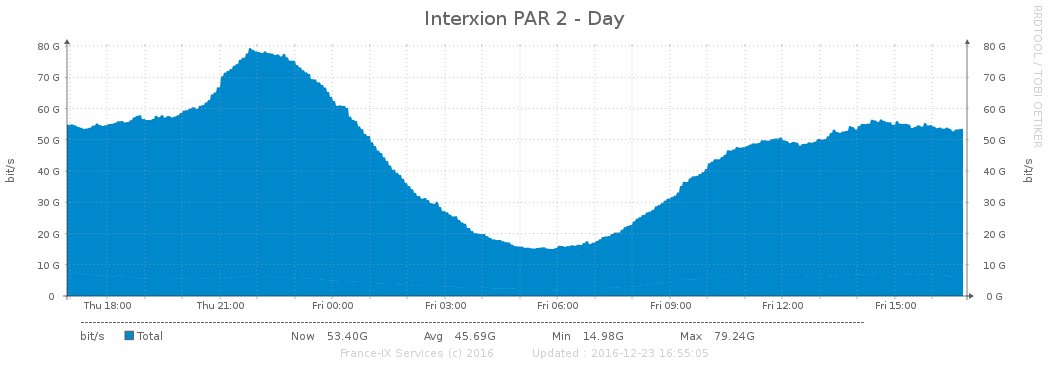 Interxion PAR 2 - Day
RRDTOOL / TOBI OETIKER
bit/s
80 G
70 G
60 G
50 G
40 G
30 G
20 G
10 G
0
80 G
70 G
60 G
50 G
40 G
30 G
20 G
10 G
0 G
bit/s
Thu 18:00 Thu 21:00 Fri 00:00 Fri 03:00 Fri 06:00 Fri 09:00 Fri 12:00 Fri 15:00
bit/s Total Now 53.40G Avg 45.69G Min 14.98G Max 79.24G
France-IX Services (c) 2016 Updated : 2016-12-23 16:55:05